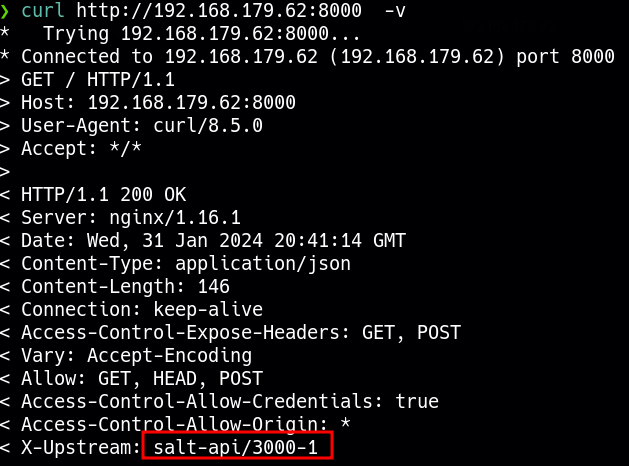 ❯ curl http://192.168.179.62:8000  -v
*   Trying 192.168.179.62:8000...
* Connected to 192.168.179.62 (192.168.179.62) port 8000
> GET / HTTP/1.1
> Host: 192.168.179.62:8000
> User-Agent: curl/8.5.0
> Accept: */*
>
< HTTP/1.1 200 OK
< Server: nginx/1.16.1
< Date: Wed, 31 Jan 2024 20:41:14 GMT
< Content-Type: application/json
< Content-Length: 146
< Connection: keep-alive
< Access-Control-Expose-Headers: GET, POST
< Vary: Accept-Encoding
< Allow: GET, HEAD, POST
< Access-Control-Allow-Credentials: true
< Access-Control-Allow-Origin: *
< X-Upstream: salt-api/3000-1